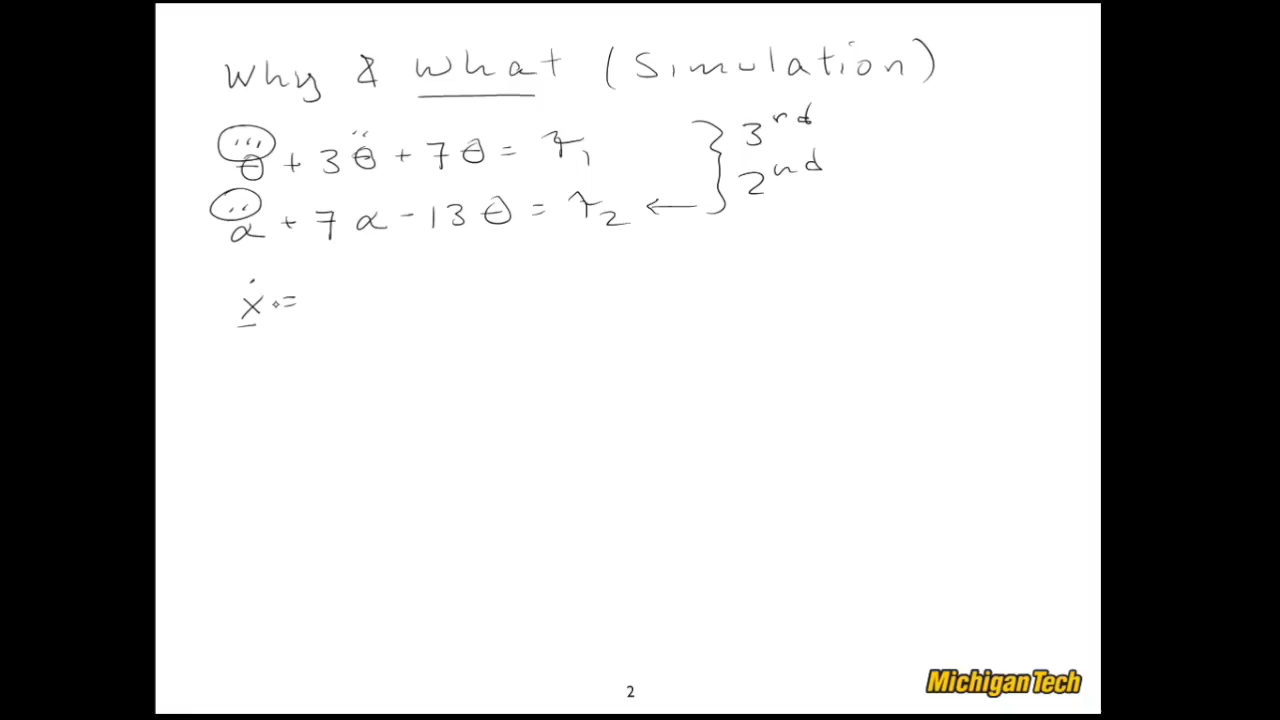 Why & What (Simulation)
θ⃛ + 3θ̈ + 7θ = τ₁ } 3rd
α̈ + 7α - 13θ = τ₂ ← 2nd
ẋ =
2
Michigan Tech